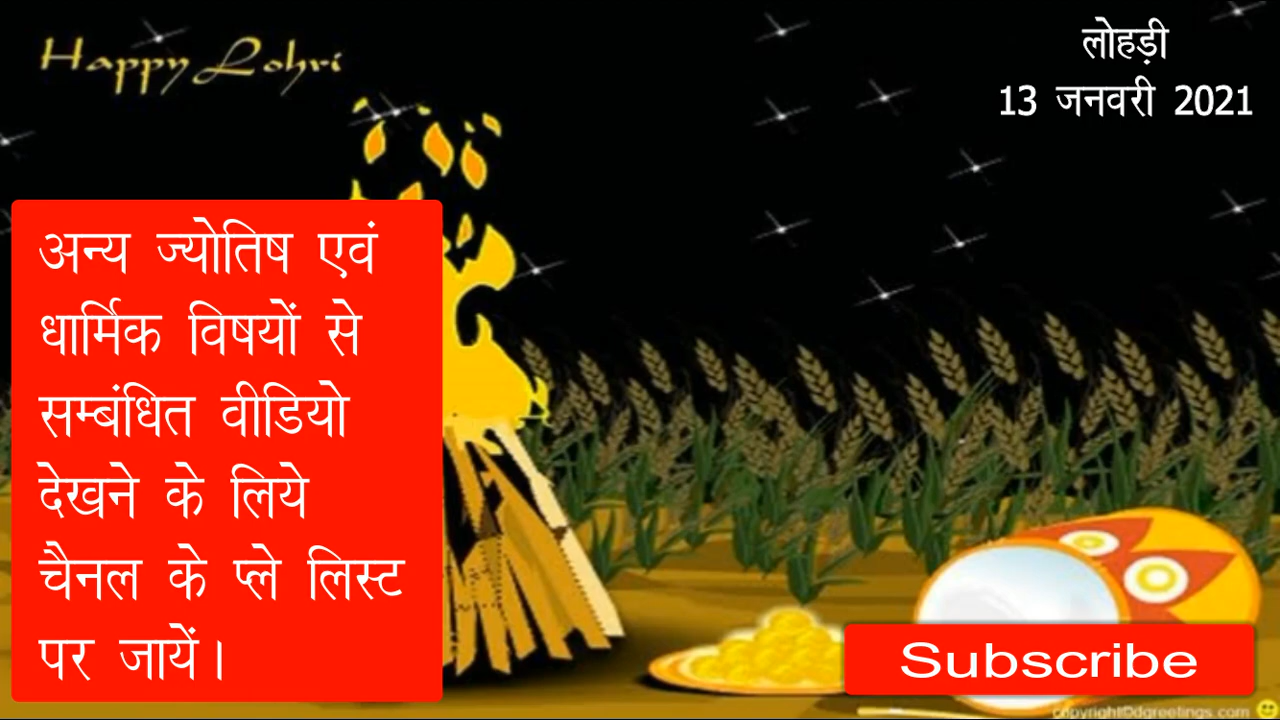 Happy Lohri
लोहड़ी
13 जनवरी 2021
अन्य ज्योतिष एवं
धार्मिक विषयों से
सम्बंधित वीडियो
देखने के लिये
चैनल के प्ले लिस्ट
पर जायें।
Subscribe
copyright©dgreetings.com